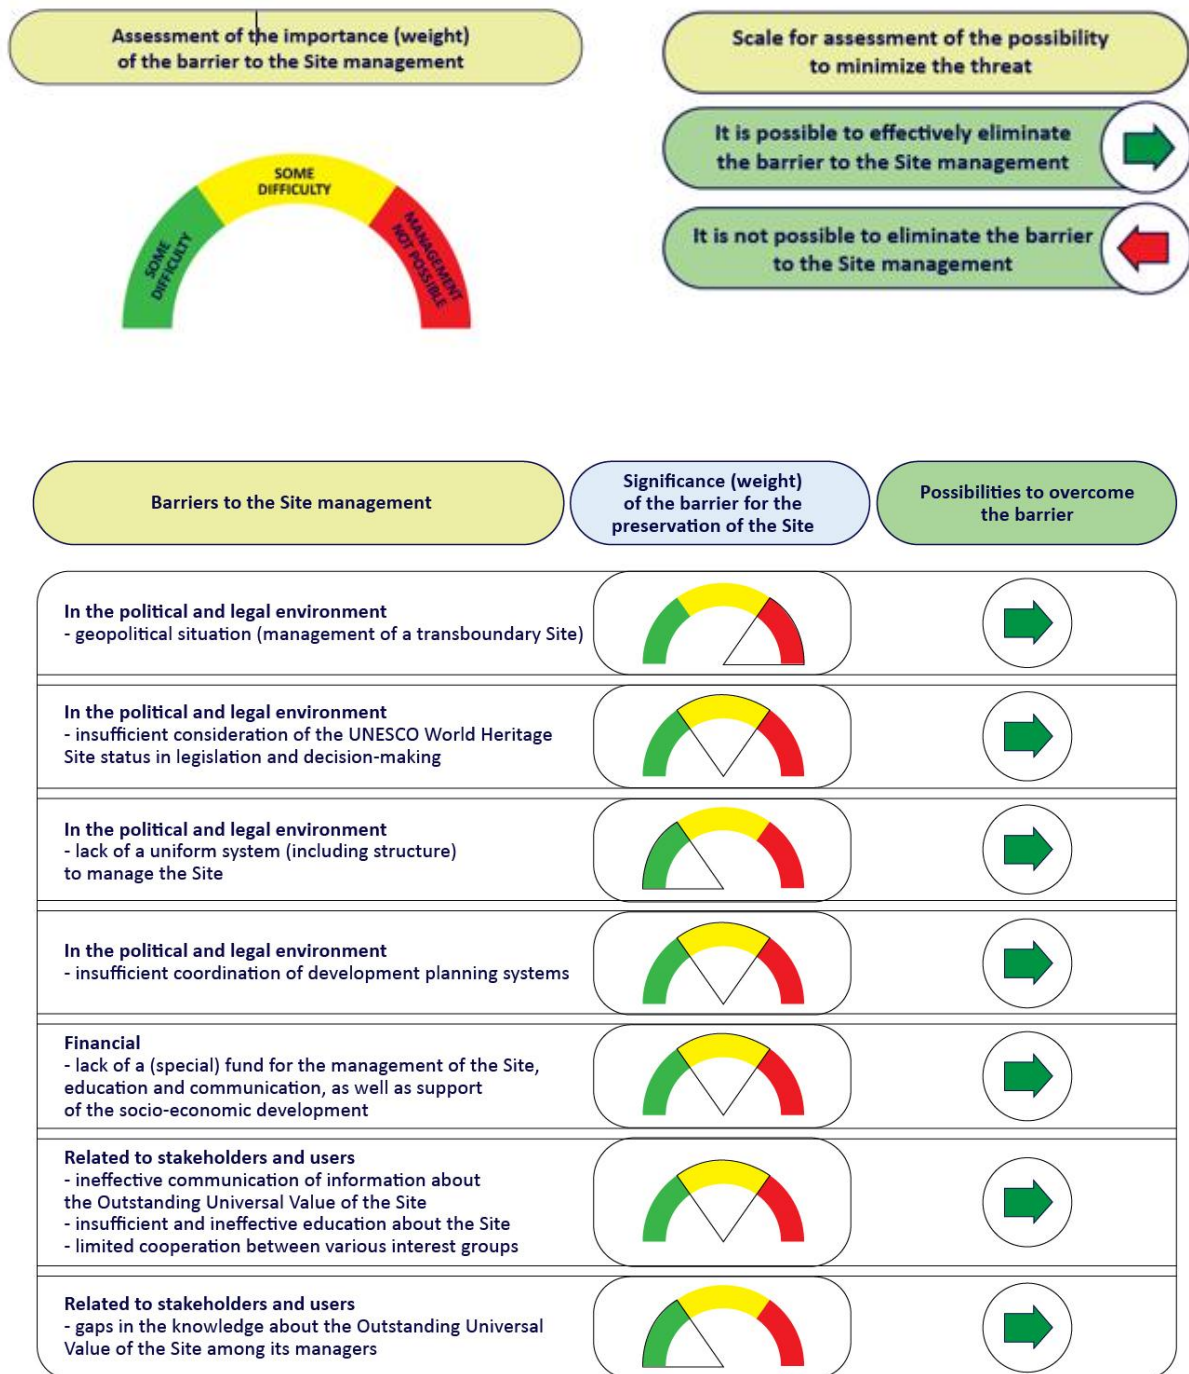 Assessment of the importance (weight)
of the barrier to the Site management
Scale for assessment of the possibility
to minimize the threat
It is possible to effectively eliminate
the barrier to the Site management
It is not possible to eliminate the barrier
to the Site management
SOME
DIFFICULTY
SOME
DIFFICULTY
MANAGEMENT
NOT POSSIBLE
Barriers to the Site management
Significance (weight)
of the barrier for the
preservation of the Site
Possibilities to overcome
the barrier
In the political and legal environment
- geopolitical situation (management of a transboundary Site)
In the political and legal environment
- insufficient consideration of the UNESCO World Heritage
Site status in legislation and decision-making
In the political and legal environment
- lack of a uniform system (including structure)
to manage the Site
In the political and legal environment
- insufficient coordination of development planning systems
Financial
- lack of a (special) fund for the management of the Site,
education and communication, as well as support
of the socio-economic development
Related to stakeholders and users
- ineffective communication of information about
the Outstanding Universal Value of the Site
- insufficient and ineffective education about the Site
- limited cooperation between various interest groups
Related to stakeholders and users
- gaps in the knowledge about the Outstanding Universal
Value of the Site among its managers